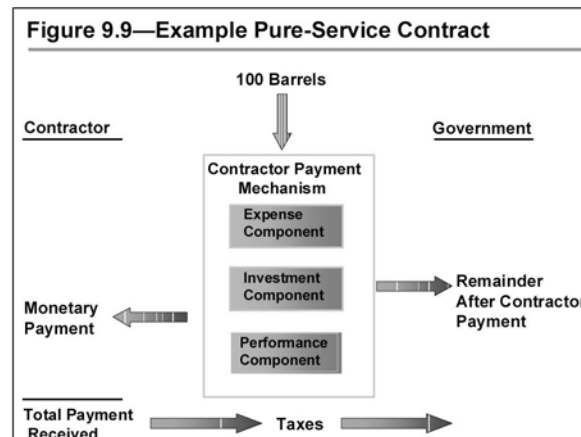 Figure 9.9—Example Pure-Service Contract
100 Barrels
Contractor
Government
Contractor Payment
Mechanism
Expense
Component
Investment
Component
Performance
Component
Monetary
Payment
Remainder
After Contractor
Payment
Total Payment
Received
Taxes